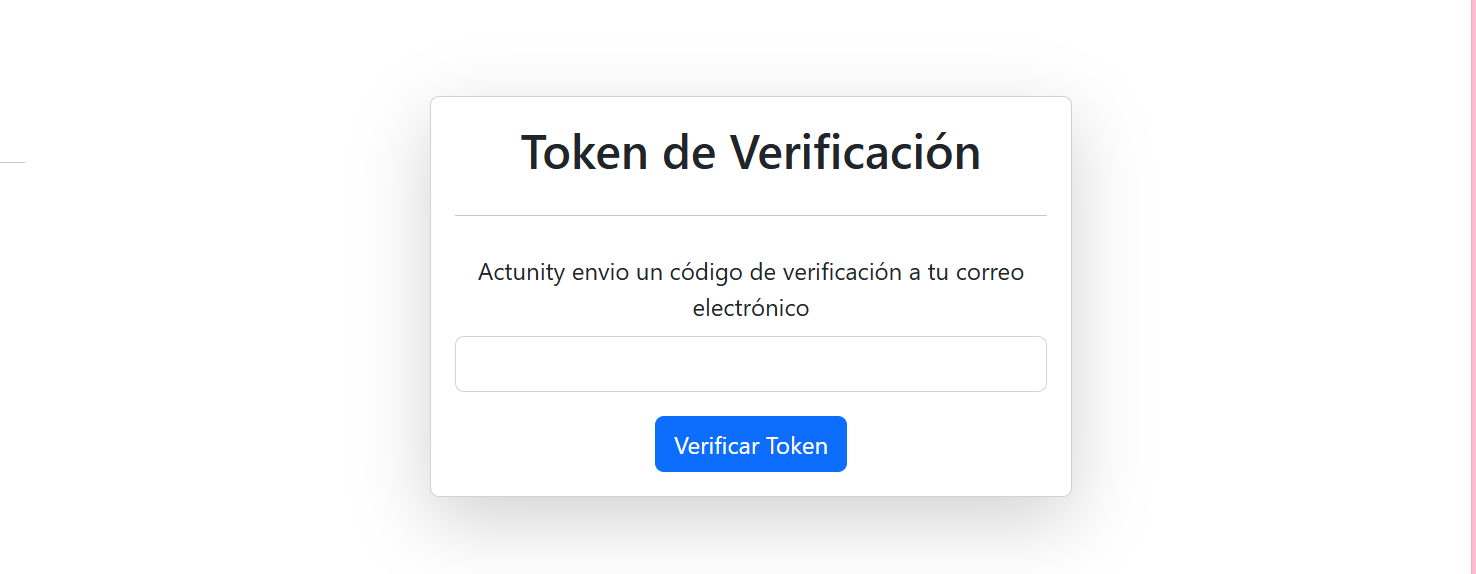 Token de Verificación
Actunity envio un código de verificación a tu correo
electrónico
Verificar Token